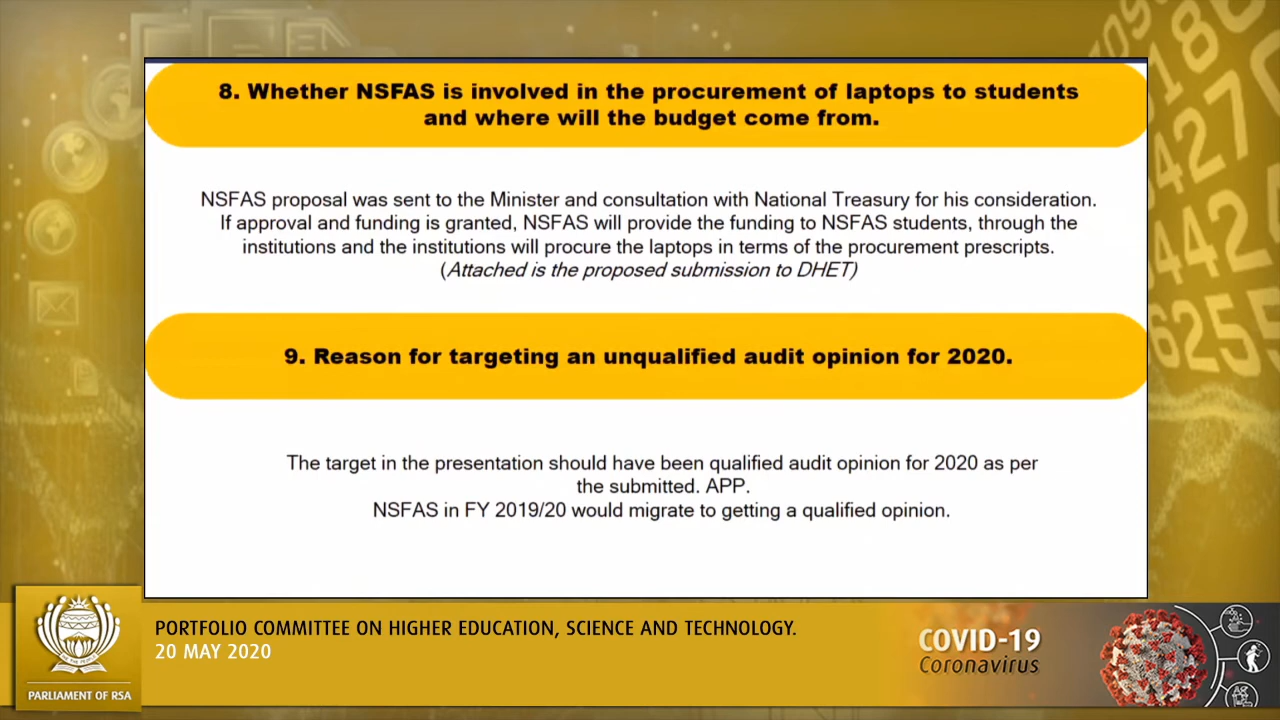 8. Whether NSFAS is involved in the procurement of laptops to students
and where will the budget come from.
NSFAS proposal was sent to the Minister and consultation with National Treasury for his consideration.
If approval and funding is granted, NSFAS will provide the funding to NSFAS students, through the
institutions and the institutions will procure the laptops in terms of the procurement prescripts.
(Attached is the proposed submission to DHET)
9. Reason for targeting an unqualified audit opinion for 2020.
The target in the presentation should have been qualified audit opinion for 2020 as per
the submitted. APP.
NSFAS in FY 2019/20 would migrate to getting a qualified opinion.
PORTFOLIO COMMITTEE ON HIGHER EDUCATION, SCIENCE AND TECHNOLOGY.
20 MAY 2020
PARLIAMENT OF RSA
COVID-19
Coronavirus